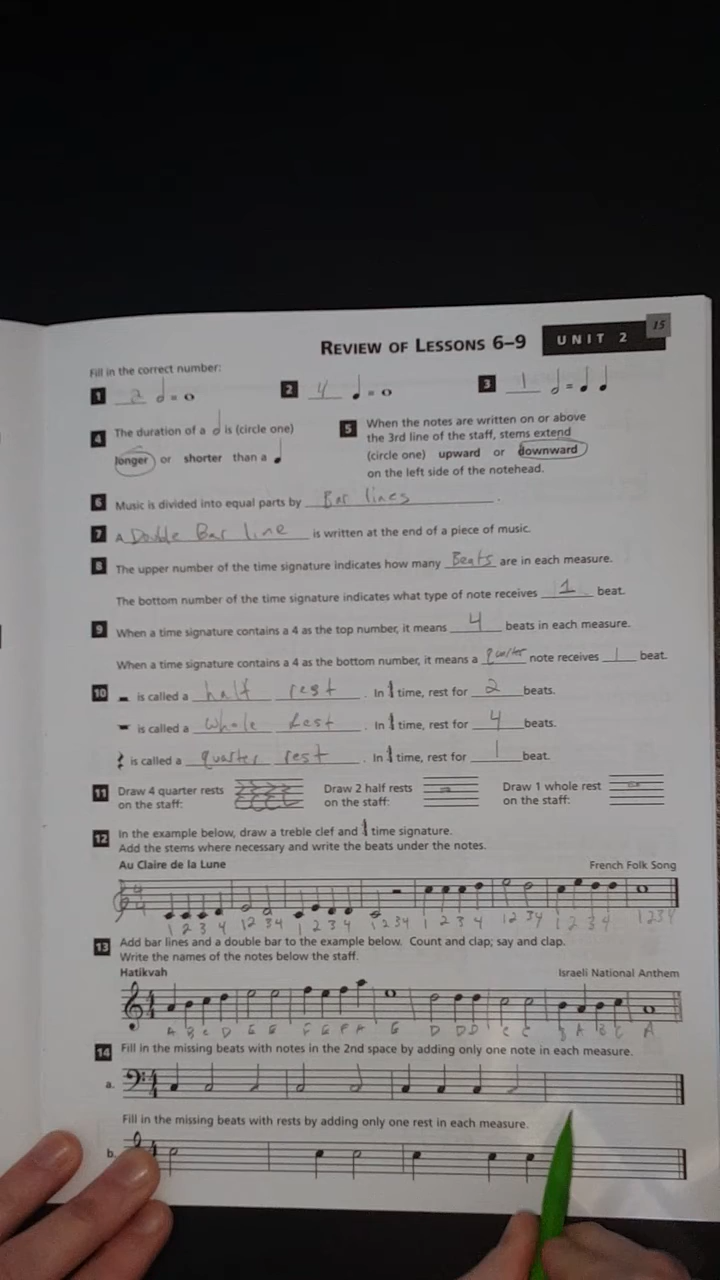 15
REVIEW OF LESSONS 6–9 UNIT 2
Fill in the correct number:
1 2 𝅗𝅥 = 𝅝 2 4 ♩ = 𝅝 3 1 𝅗𝅥 = ♩ ♩
4 The duration of a 𝅗𝅥 is (circle one)
longer or shorter than a ♩
5 When the notes are written on or above
the 3rd line of the staff, stems extend
(circle one) upward or downward
on the left side of the notehead.
6 Music is divided into equal parts by Bar lines.
7 A Double Bar line is written at the end of a piece of music.
8 The upper number of the time signature indicates how many Beats are in each measure.
The bottom number of the time signature indicates what type of note receives 1 beat.
9 When a time signature contains a 4 as the top number, it means 4 beats in each measure.
When a time signature contains a 4 as the bottom number, it means a quarter note receives 1 beat.
10 is called a half rest. In 4/4 time, rest for 2 beats.
is called a whole Rest. In 4/4 time, rest for 4 beats.
is called a quarter rest. In 4/4 time, rest for 1 beat.
11 Draw 4 quarter rests Draw 2 half rests Draw 1 whole rest
on the staff: on the staff: on the staff:
12 In the example below, draw a treble clef and 4/4 time signature.
Add the stems where necessary and write the beats under the notes.
Au Claire de la Lune French Folk Song
4
4
1 2 3 4 12 34 1 2 3 4 1 2 34 1 2 3 4 12 34 1 2 3 4 1234
13 Add bar lines and a double bar to the example below. Count and clap; say and clap.
Write the names of the notes below the staff.
Hatikvah Israeli National Anthem
A B C D E E F E F A E D D D C C B A B C A
14 Fill in the missing beats with notes in the 2nd space by adding only one note in each measure.
a.
Fill in the missing beats with rests by adding only one rest in each measure.
b.